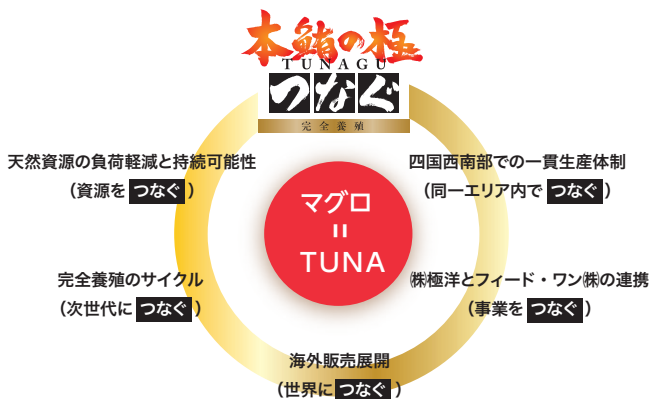 本鮪の極
TUNAGU
つなぐ
完全養殖
天然資源の負荷軽減と持続可能性
(資源を つなぐ)
四国西南部での一貫生産体制
(同一エリア内で つなぐ)
マグロ
=
TUNA
完全養殖のサイクル
(次世代に つなぐ)
㈱極洋とフィード・ワン㈱の連携
(事業を つなぐ)
海外販売展開
(世界に つなぐ)